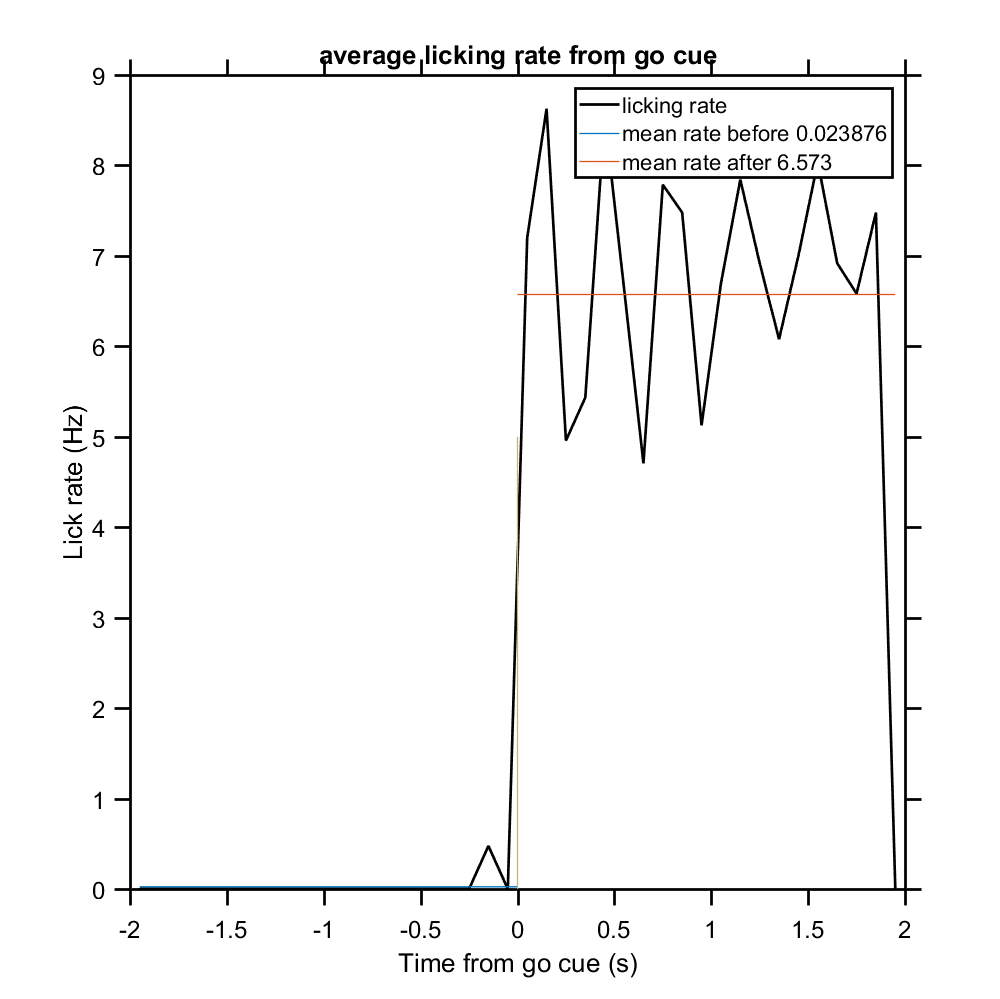 average licking rate from go cue
licking rate
mean rate before 0.023876
mean rate after 6.573
9
8
7
6
5
4
3
2
1
0
Lick rate (Hz)
-2 -1.5 -1 -0.5 0 0.5 1 1.5 2
Time from go cue (s)